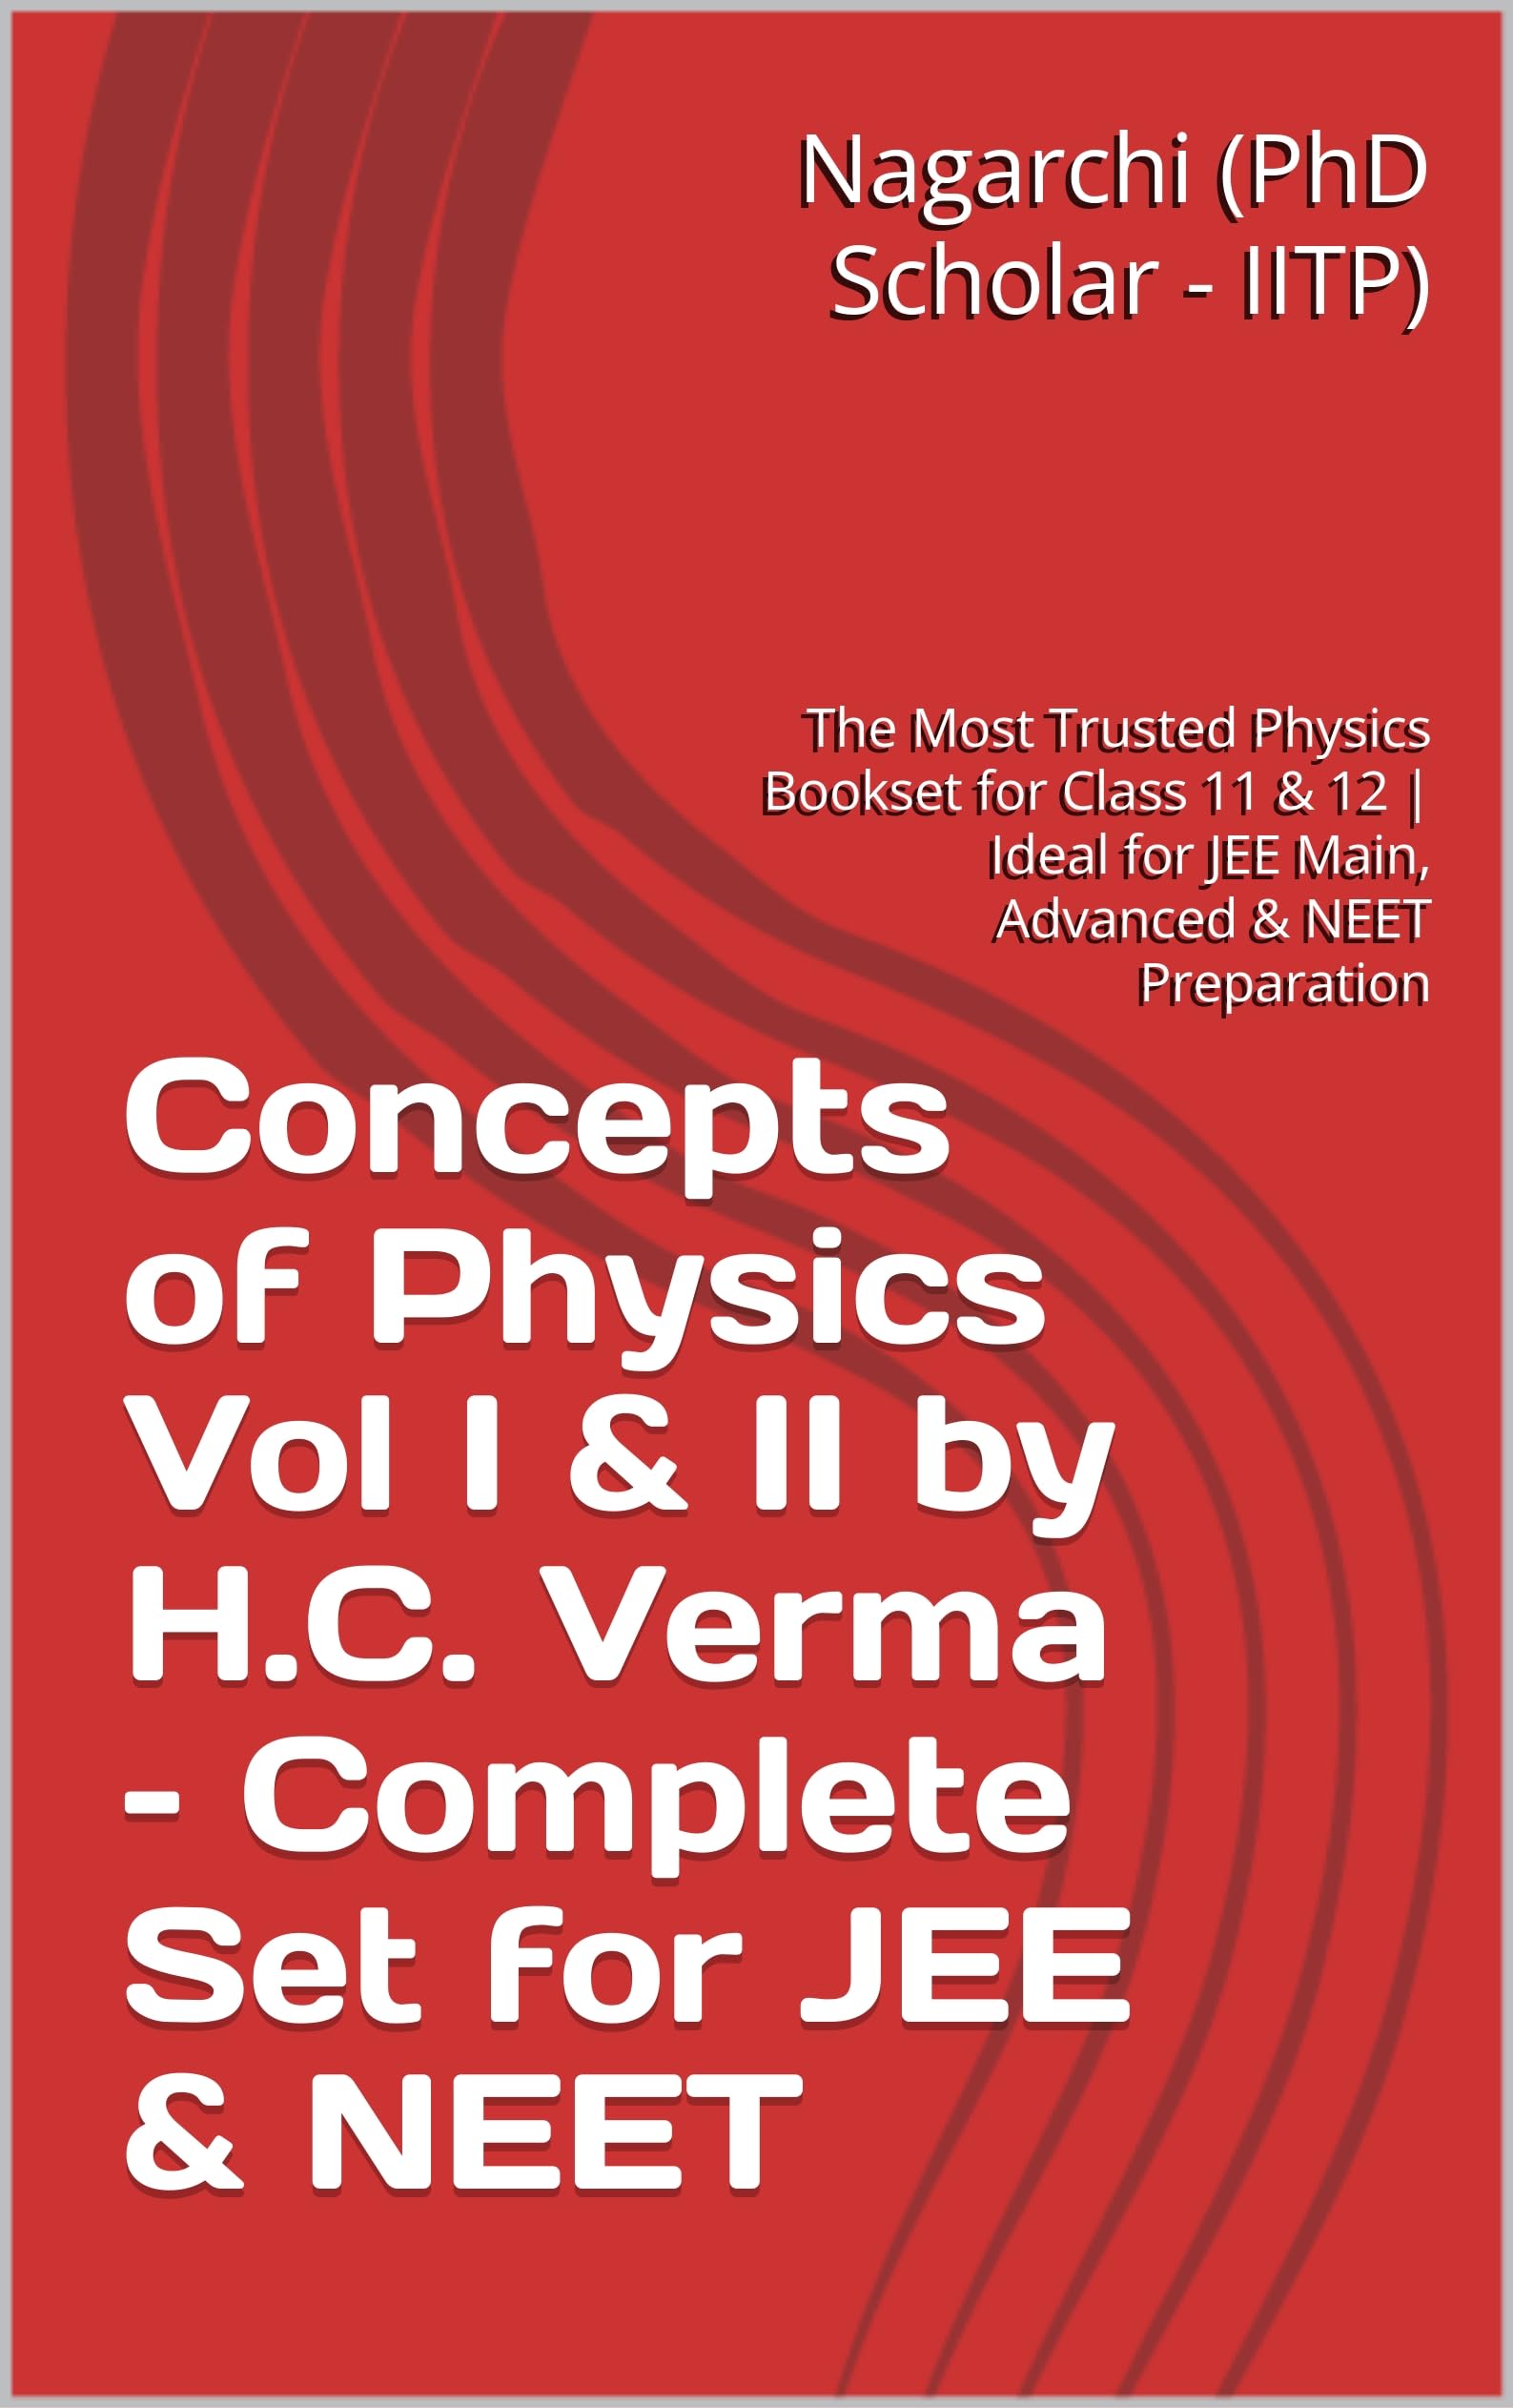 Nagarchi (PhD
Scholar - IITP)
The Most Trusted Physics
Bookset for Class 11 & 12 |
Ideal for JEE Main,
Advanced & NEET
Preparation
Concepts
of Physics
Vol I & II by
H.C. Verma
- Complete
Set for JEE
& NEET